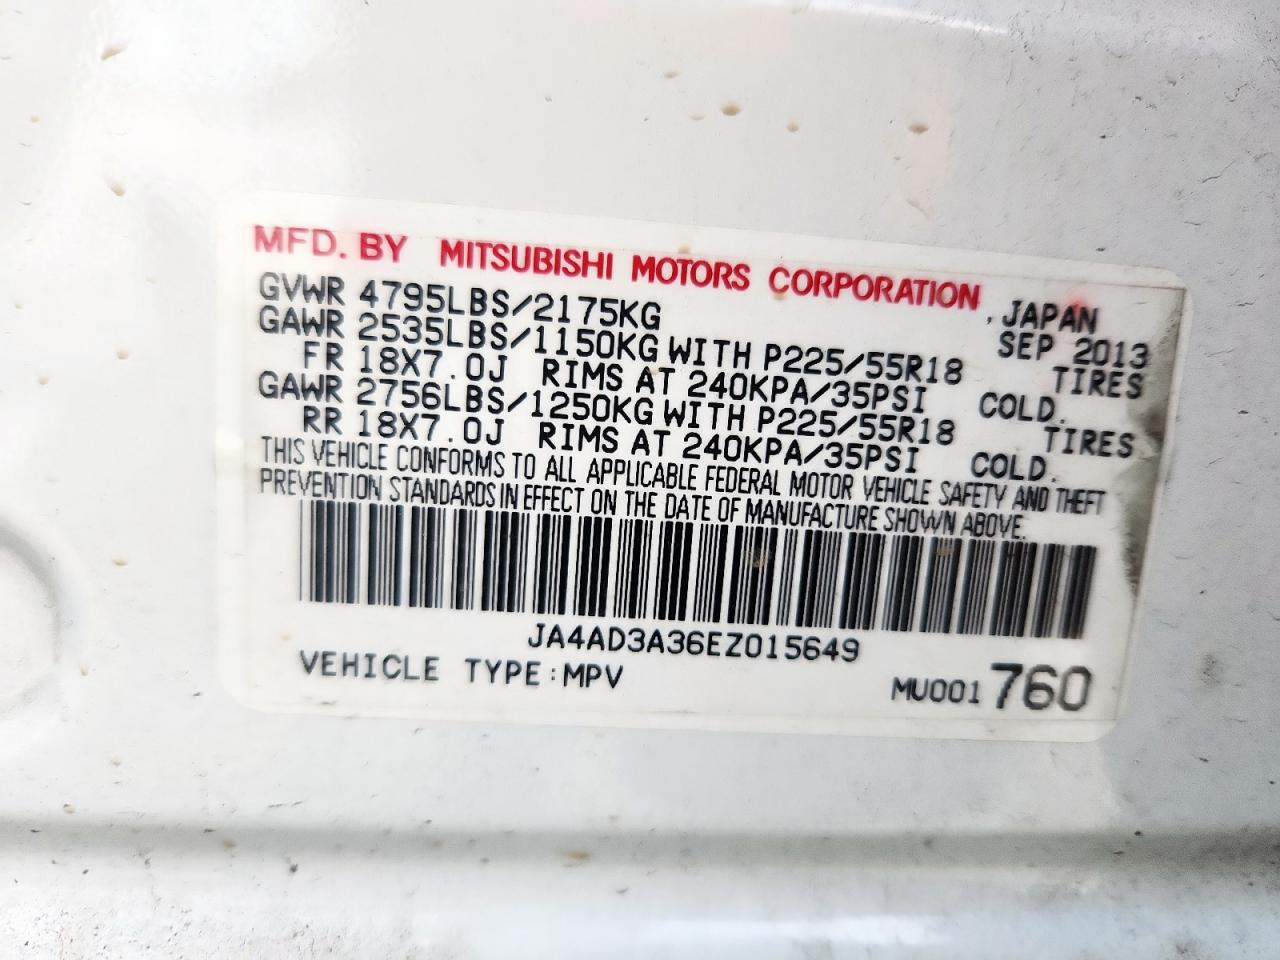 MFD. BY MITSUBISHI MOTORS CORPORATION, JAPAN
GVWR 4795LBS/2175KG SEP 2013
GAWR 2535LBS/1150KG WITH P225/55R18 TIRES
FR 18X7.0J RIMS AT 240KPA/35PSI COLD.
GAWR 2756LBS/1250KG WITH P225/55R18 TIRES
RR 18X7.0J RIMS AT 240KPA/35PSI COLD.
THIS VEHICLE CONFORMS TO ALL APPLICABLE FEDERAL MOTOR VEHICLE SAFETY AND THEFT
PREVENTION STANDARDS IN EFFECT ON THE DATE OF MANUFACTURE SHOWN ABOVE.
JA4AD3A36EZ015649
VEHICLE TYPE:MPV MU001760